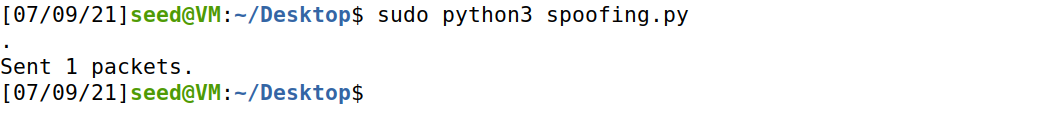 [07/09/21]seed@VM:~/Desktop$ sudo python3 spoofing.py
.
Sent 1 packets.
[07/09/21]seed@VM:~/Desktop$